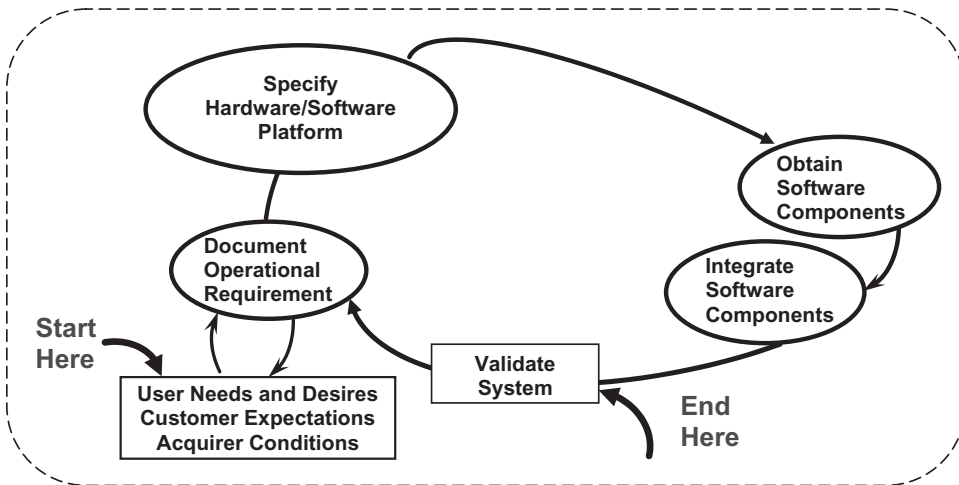 Specify
Hardware/Software
Platform
Obtain
Software
Components
Document
Operational
Requirement
Integrate
Software
Components
Start
Here
Validate
System
User Needs and Desires
Customer Expectations
Acquirer Conditions
End
Here